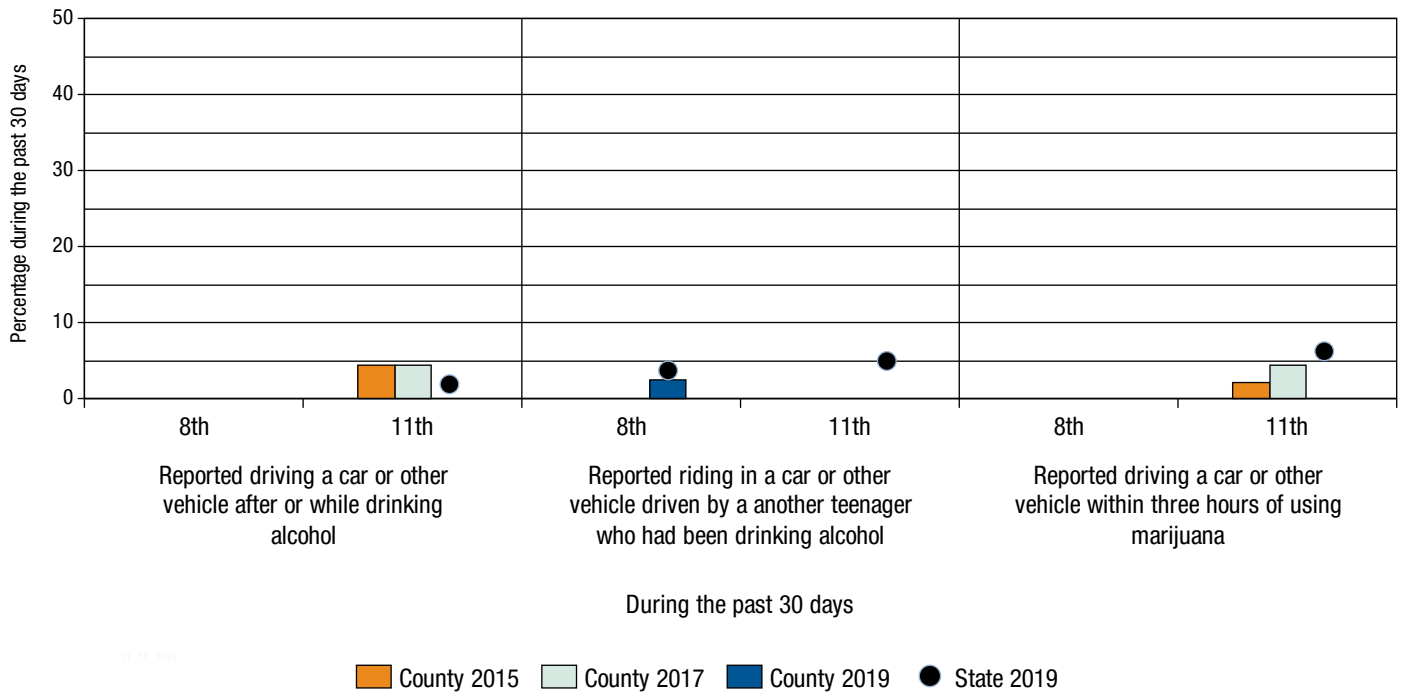 50
40
30
20
10
0
Percentage during the past 30 days
8th 11th 8th 11th 8th 11th
Reported driving a car or other
vehicle after or while drinking
alcohol
Reported riding in a car or other
vehicle driven by a another teenager
who had been drinking alcohol
Reported driving a car or other
vehicle within three hours of using
marijuana
During the past 30 days
County 2015 County 2017 County 2019 State 2019